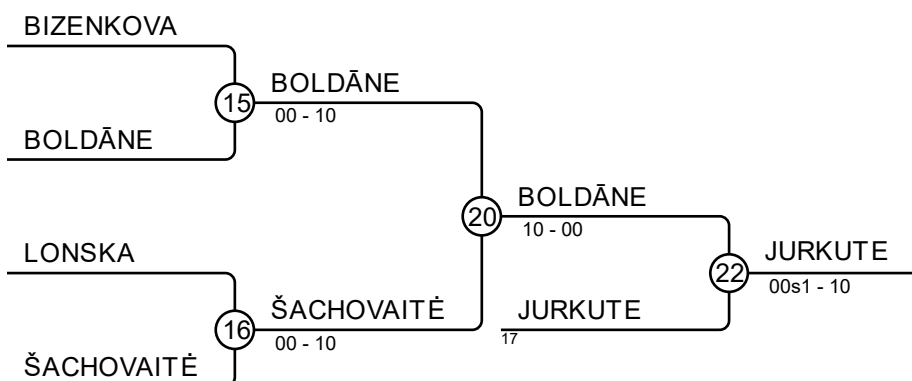 BIZENKOVA
15
BOLDĀNE
00 - 10
BOLDĀNE
20
BOLDĀNE
10 - 00
LONSKA
22
JURKUTE
00s1 - 10
16
ŠACHOVAITĖ
00 - 10
JURKUTE
17
ŠACHOVAITĖ